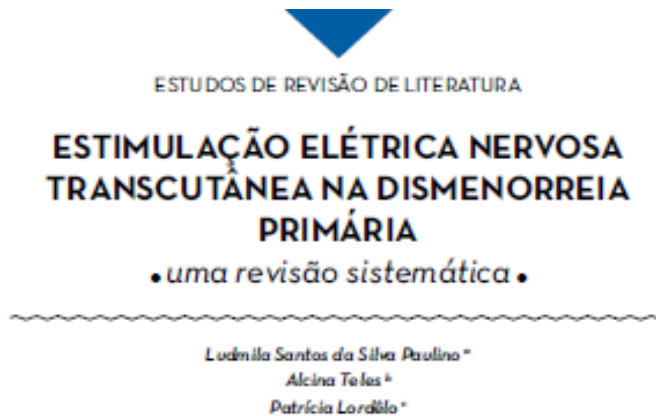 ESTUDOS DE REVISÃO DE LITERATURA
ESTIMULAÇÃO ELÉTRICA NERVOSA
TRANSCUTÂNEA NA DISMENORREIA
PRIMÁRIA
• uma revisão sistemática •
Ludmila Santos da Silva Paulino
Alcina Teles
Patrícia Lordêlo